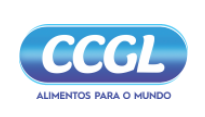 CCGL
ALIMENTOS PARA O MUNDO